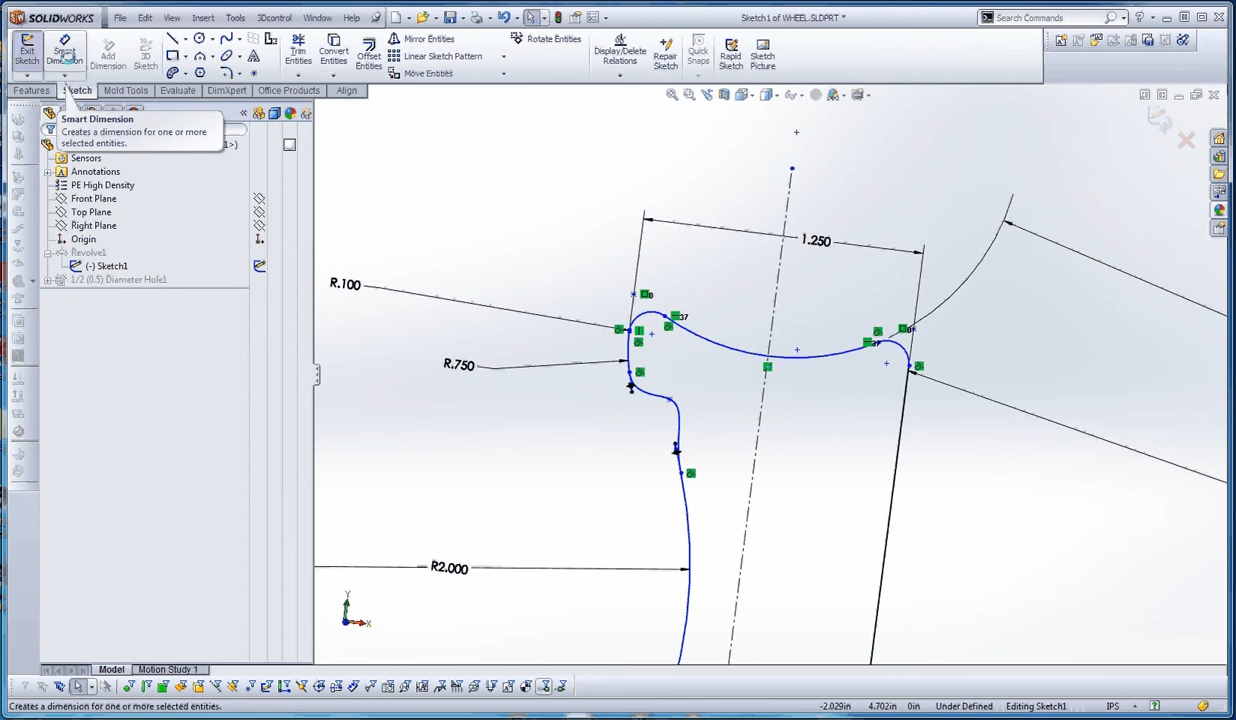 SOLIDWORKS File Edit View Insert Tools 3Dcontrol WINDOWS Window Help Sketch1 of WHEEL.SLDPRT * Search Commands
Exit Sketch
Smart Dimension
Add Dimension
3D Sketch
Trim Entities
Convert Entities
Offset Entities
Mirror Entities
Linear Sketch Pattern
Move Entities
Rotate Entities
Display/Delete Relations
Repair Sketch
Quick Snaps
Rapid Sketch
Sketch Picture
Features Sketch Mold Tools Evaluate DimXpert Office Products Align
Smart Dimension
Creates a dimension for one or more
selected entities.
Sensors
Annotations
PE High Density
Front Plane
Top Plane
Right Plane
Origin
Revolve1
(-) Sketch1
1/2 (0.5) Diameter Hole1
1.250
R.100
37
37
R.750
R2.000
Y
X
Model Motion Study 1
Creates a dimension for one or more selected entities. -2.029in 4.702in 0in Under Defined Editing Sketch1 IPS